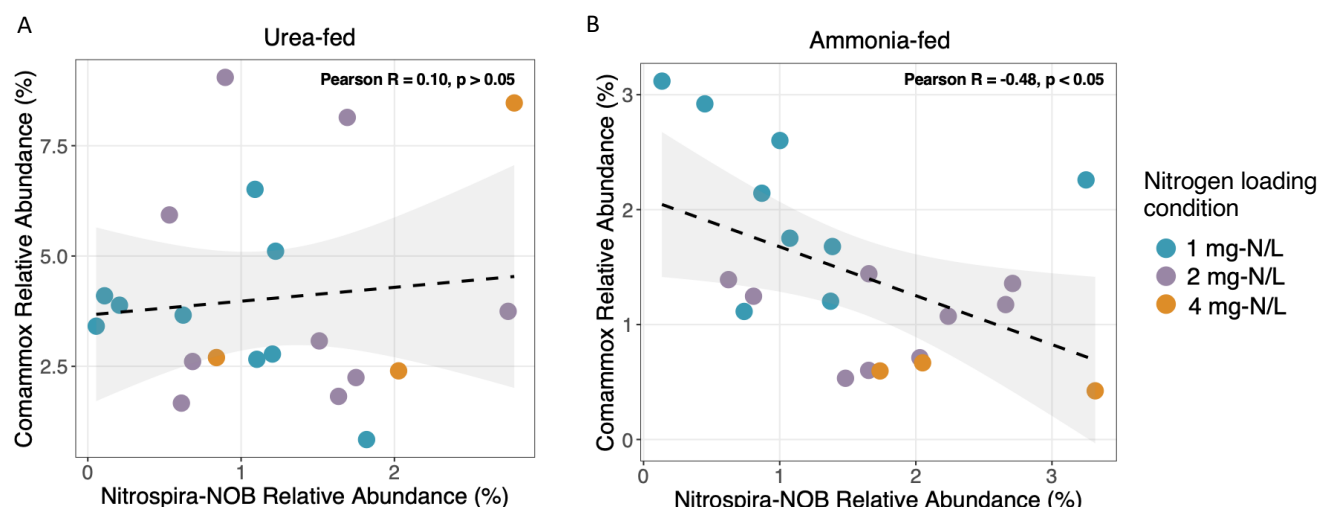 A
Urea-fed
Pearson R = 0.10, p > 0.05
Comammox Relative Abundance (%)
7.5
5.0
2.5
0
1
2
Nitrospira-NOB Relative Abundance (%)
B
Ammonia-fed
Pearson R = -0.48, p < 0.05
Comammox Relative Abundance (%)
3
2
1
0
0
1
2
3
Nitrospira-NOB Relative Abundance (%)
Nitrogen loading
condition
1 mg-N/L
2 mg-N/L
4 mg-N/L